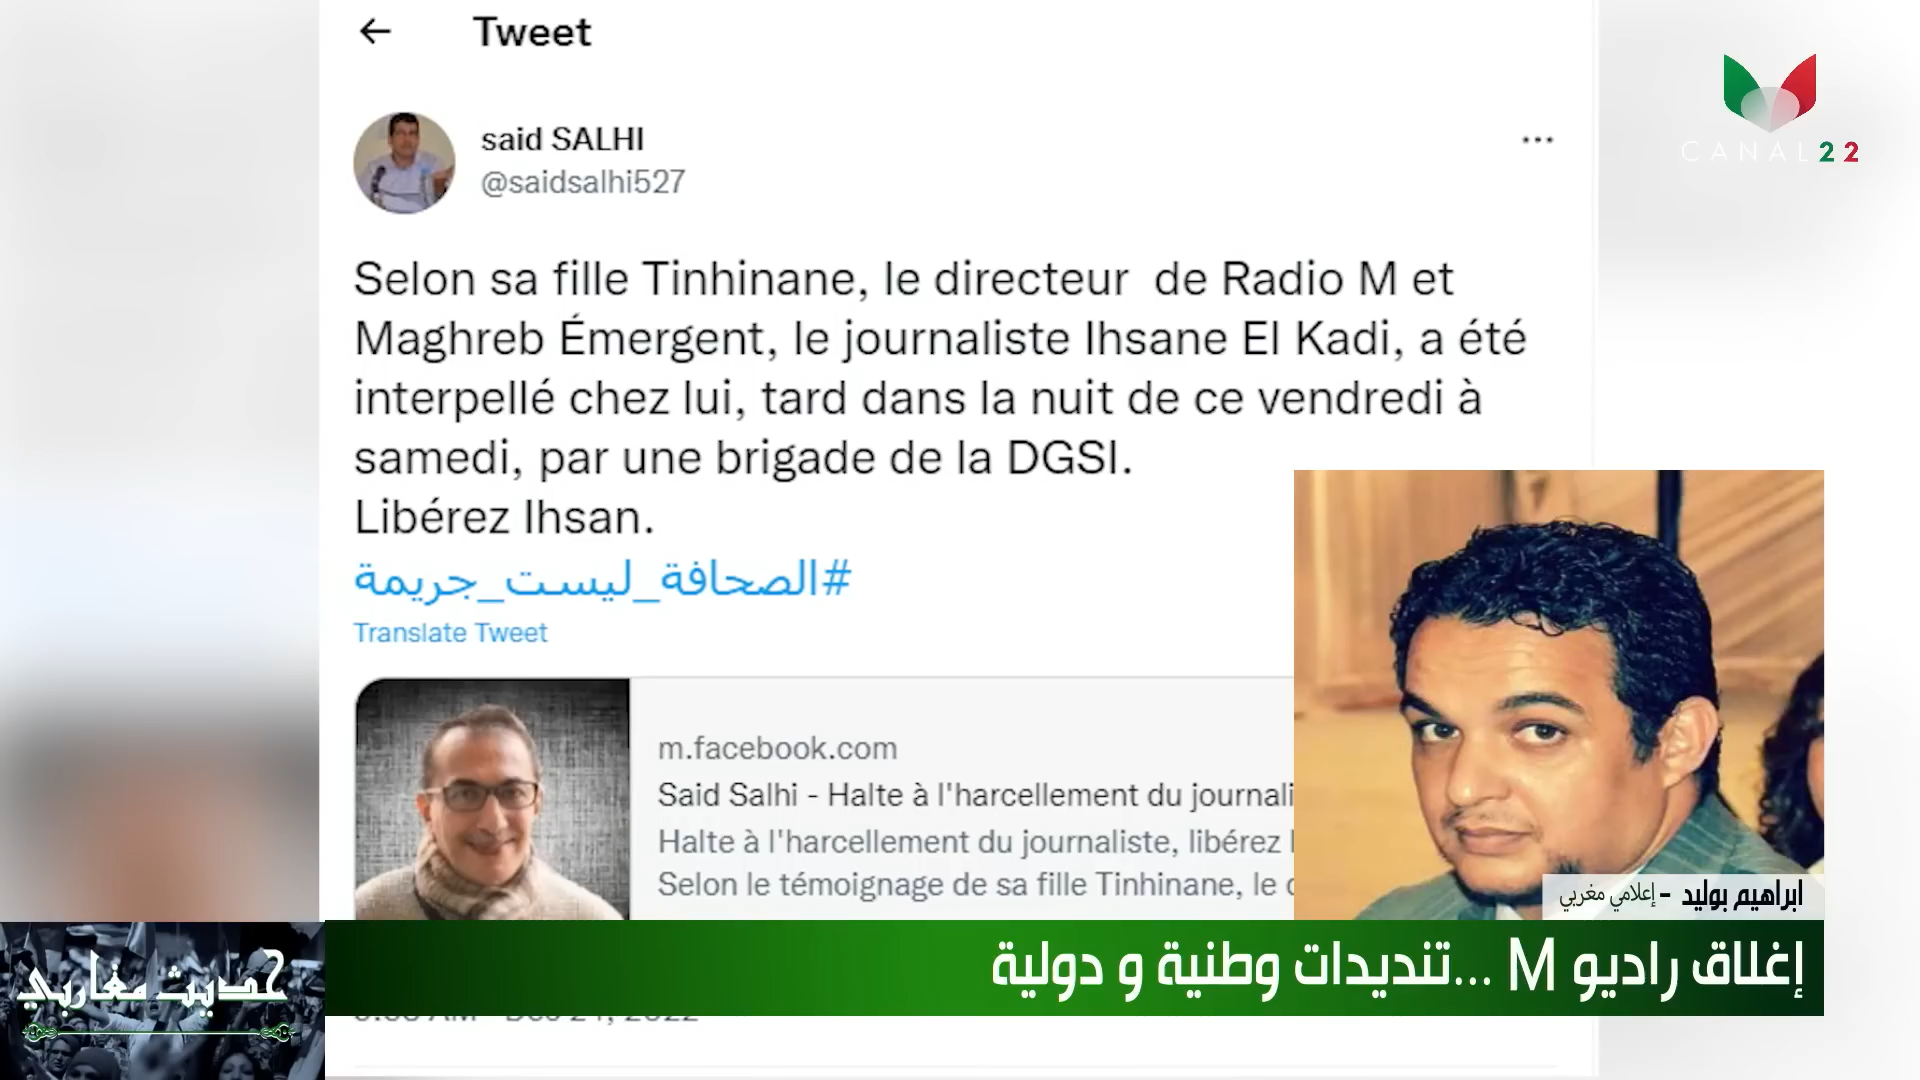 Tweet
said SALHI
@saidsalhi527
CANAL 22
Selon sa fille Tinhinane, le directeur de Radio M et
Maghreb Émergent, le journaliste Ihsane El Kadi, a été
interpellé chez lui, tard dans la nuit de ce vendredi à
samedi, par une brigade de la DGSI.
Libérez Ihsan.
#الصحافة_ليست_جريمة
Translate Tweet
m.facebook.com
Said Salhi - Halte à l'harcellement du journali
Halte à l'harcellement du journaliste, libérez
Selon le témoignage de sa fille Tinhinane, le
ابراهيم بوليد - إعلامي مغربي
إغلاق راديو M ...تنديدات وطنية و دولية
حديث مغاربي